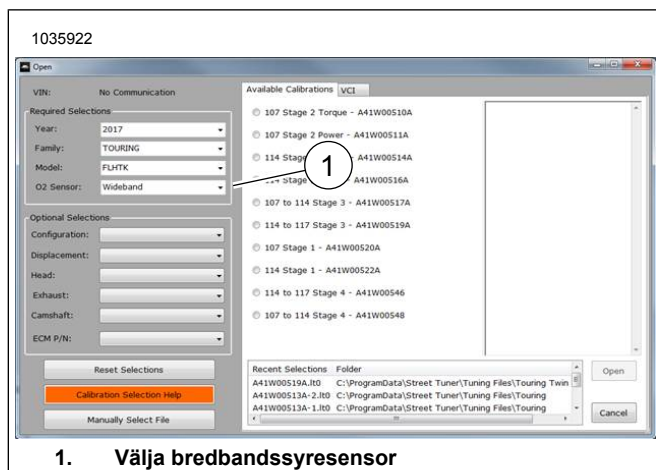 1035922
Open
VIN: No Communication
Required Selections
Year: 2017
Family: TOURING
Model: FLHTK
O2 Sensor: Wideband
Optional Selections
Configuration:
Displacement:
Head:
Exhaust:
Camshaft:
ECM P/N:
Reset Selections
Calibration Selection Help
Manually Select File
Available Calibrations VCI
107 Stage 2 Torque - A41W00510A
107 Stage 2 Power - A41W00511A
114 Stage A41W00514A
114 Stage A41W00516A
107 to 114 Stage 3 - A41W00517A
114 to 117 Stage 3 - A41W00519A
107 Stage 1 - A41W00520A
114 Stage 1 - A41W00522A
114 to 117 Stage 4 - A41W00546
107 to 114 Stage 4 - A41W00548
1
Recent Selections Folder
A41W00519A.lt0 C:\ProgramData\Street Tuner\Tuning Files\Touring Twin
A41W00513A-2.lt0 C:\ProgramData\Street Tuner\Tuning Files\Touring
A41W00513A-1.lt0 C:\ProgramData\Street Tuner\Tuning Files\Touring
Open
Cancel
1. Välja bredbandssyresensor